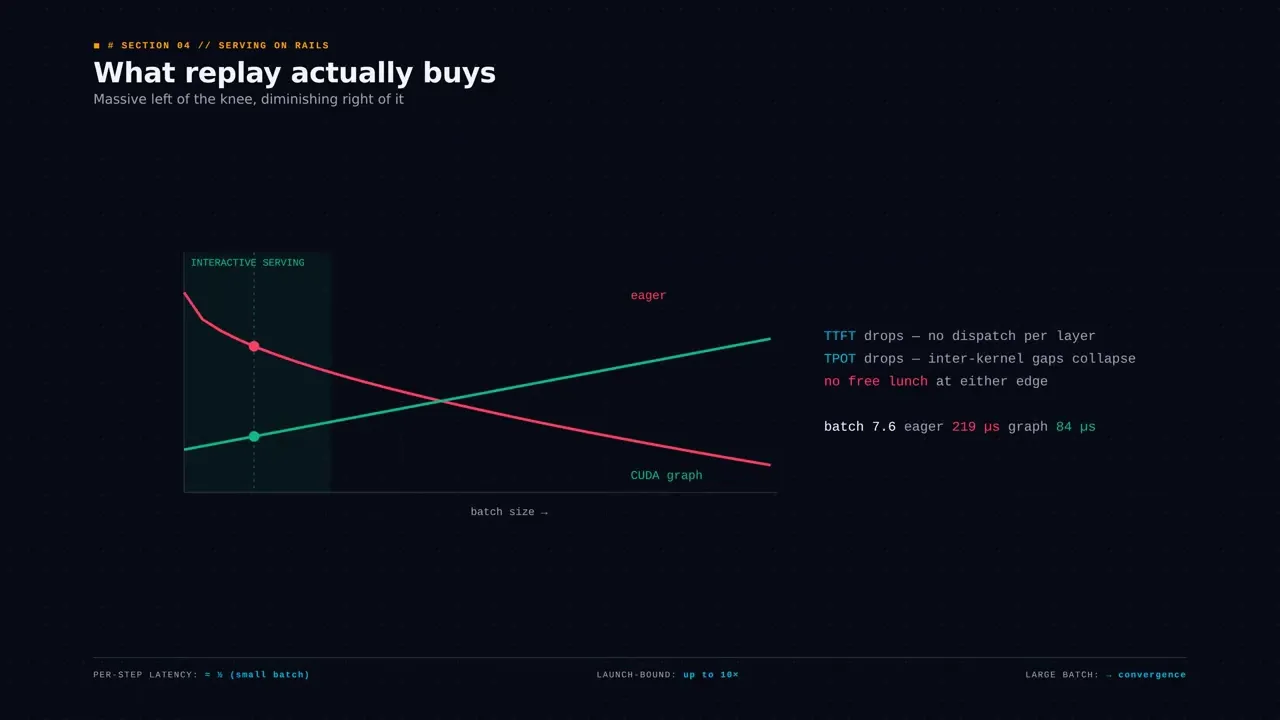 ■ # SECTION 04 // SERVING ON RAILS
What replay actually buys
Massive left of the knee, diminishing right of it
INTERACTIVE SERVING
eager
CUDA graph
batch size →
TTFT drops — no dispatch per layer
TPOT drops — inter-kernel gaps collapse
no free lunch at either edge
batch 7.6 eager 219 µs graph 84 µs
PER-STEP LATENCY: ≈ ½ (small batch)
LAUNCH-BOUND: up to 10×
LARGE BATCH: → convergence